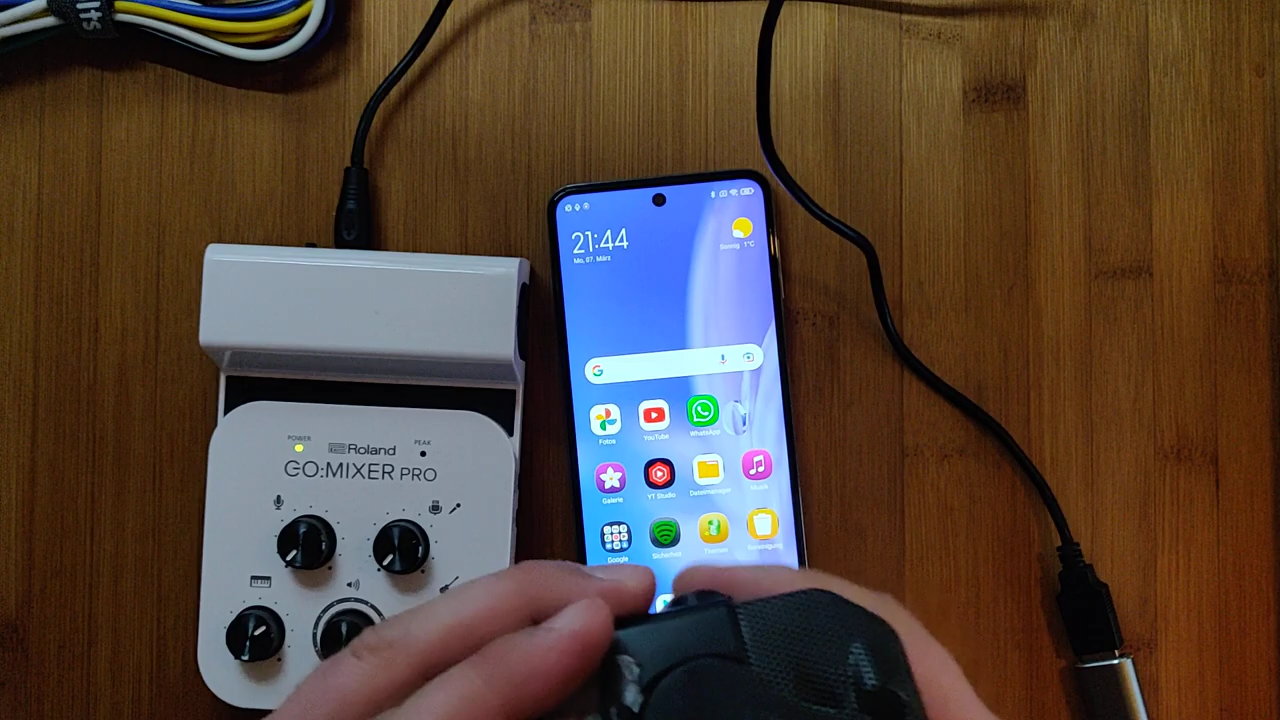 lts
21:44
Mo, 07. März
Sonnig 1°C
Fotos
YouTube
WhatsApp
Galerie
YT Studio
Dateimanager
Musik
Google
Sicherheit
Themen
Bereinigung
POWER
Roland
PEAK
GO:MIXER PRO